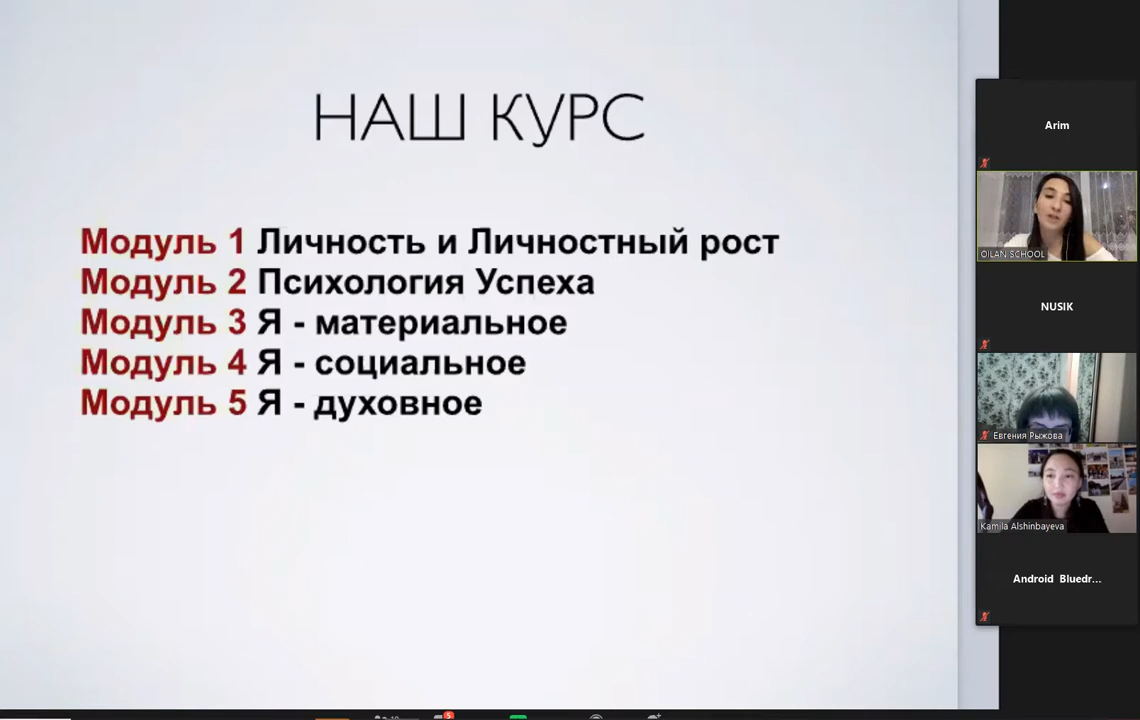 НАШ КУРС
Модуль 1 Личность и Личностный рост
Модуль 2 Психология Успеха
Модуль 3 Я - материальное
Модуль 4 Я - социальное
Модуль 5 Я - духовное
Arim
OILAN SCHOOL
NUSIK
Евгения Рыжова
Kamila Alshinbayeva
Android Bluedr...